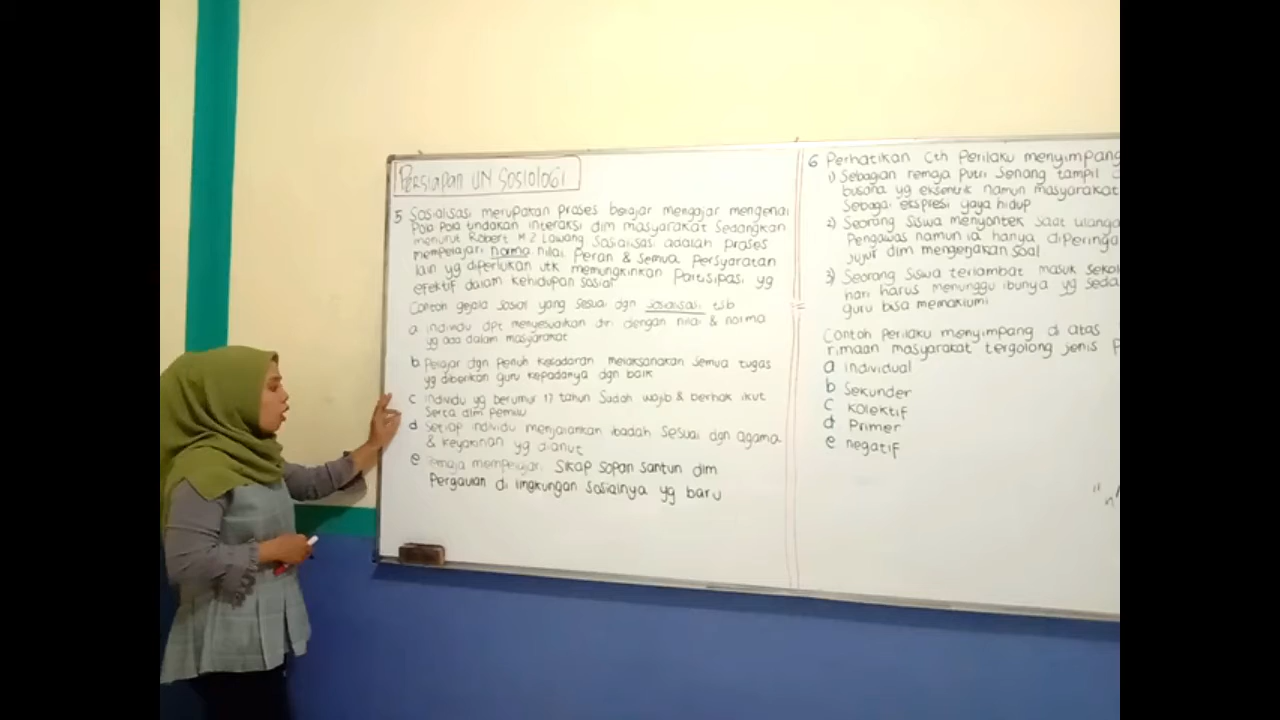 PERSIAPAN UN SOSIOLOGI
5 Sosialisasi merupakan proses belajar mengajar mengenai
pola pola tindakan interaksi dlm masyarakat sedangkan
menurut Robert M Z Lawang Sosialisasi adalah proses
mempelajari norma nilai Peran & semua Persyaratan
lain yg diperlukan utk memungkinkan Partisipasi yg
efektif dalam kehidupan sosial
Contoh gejala sosial yang sesuai dgn sosialisasi tsb
a individu dpt menyesuaikan diri dengan nilai & norma
yg ada dalam masyarakat
b Pelajar dgn penuh kesadaran melaksanakan semua tugas
yg diberikan guru kepadanya dgn baik
c individu yg berumur 17 tahun sudah wajib & berhak ikut
serta dlm pemilu
d Setiap individu menjalankan ibadah sesuai dgn agama
& keyakinan yg dianut
e remaja mempelajari sikap sopan santun dlm
Pergaulan di lingkungan sosialnya yg baru
6 Perhatikan Cth Perilaku menyimpang
1) Sebagian remaja putri senang tampil
busana yg eksentrik namun masyarakat
sebagai ekspresi gaya hidup
2) Seorang siswa menyontek saat ulanga
Pengawas namun ia hanya diperinga
jujur dlm mengerjakan soal
3) Seorang siswa terlambat masuk sekol
hari harus menunggu ibunya yg seda
guru bisa memaklumi
Contoh perilaku menyimpang di atas
rimaan masyarakat tergolong jenis P
a individual
b Sekunder
c Kolektif
d Primer
e negatif